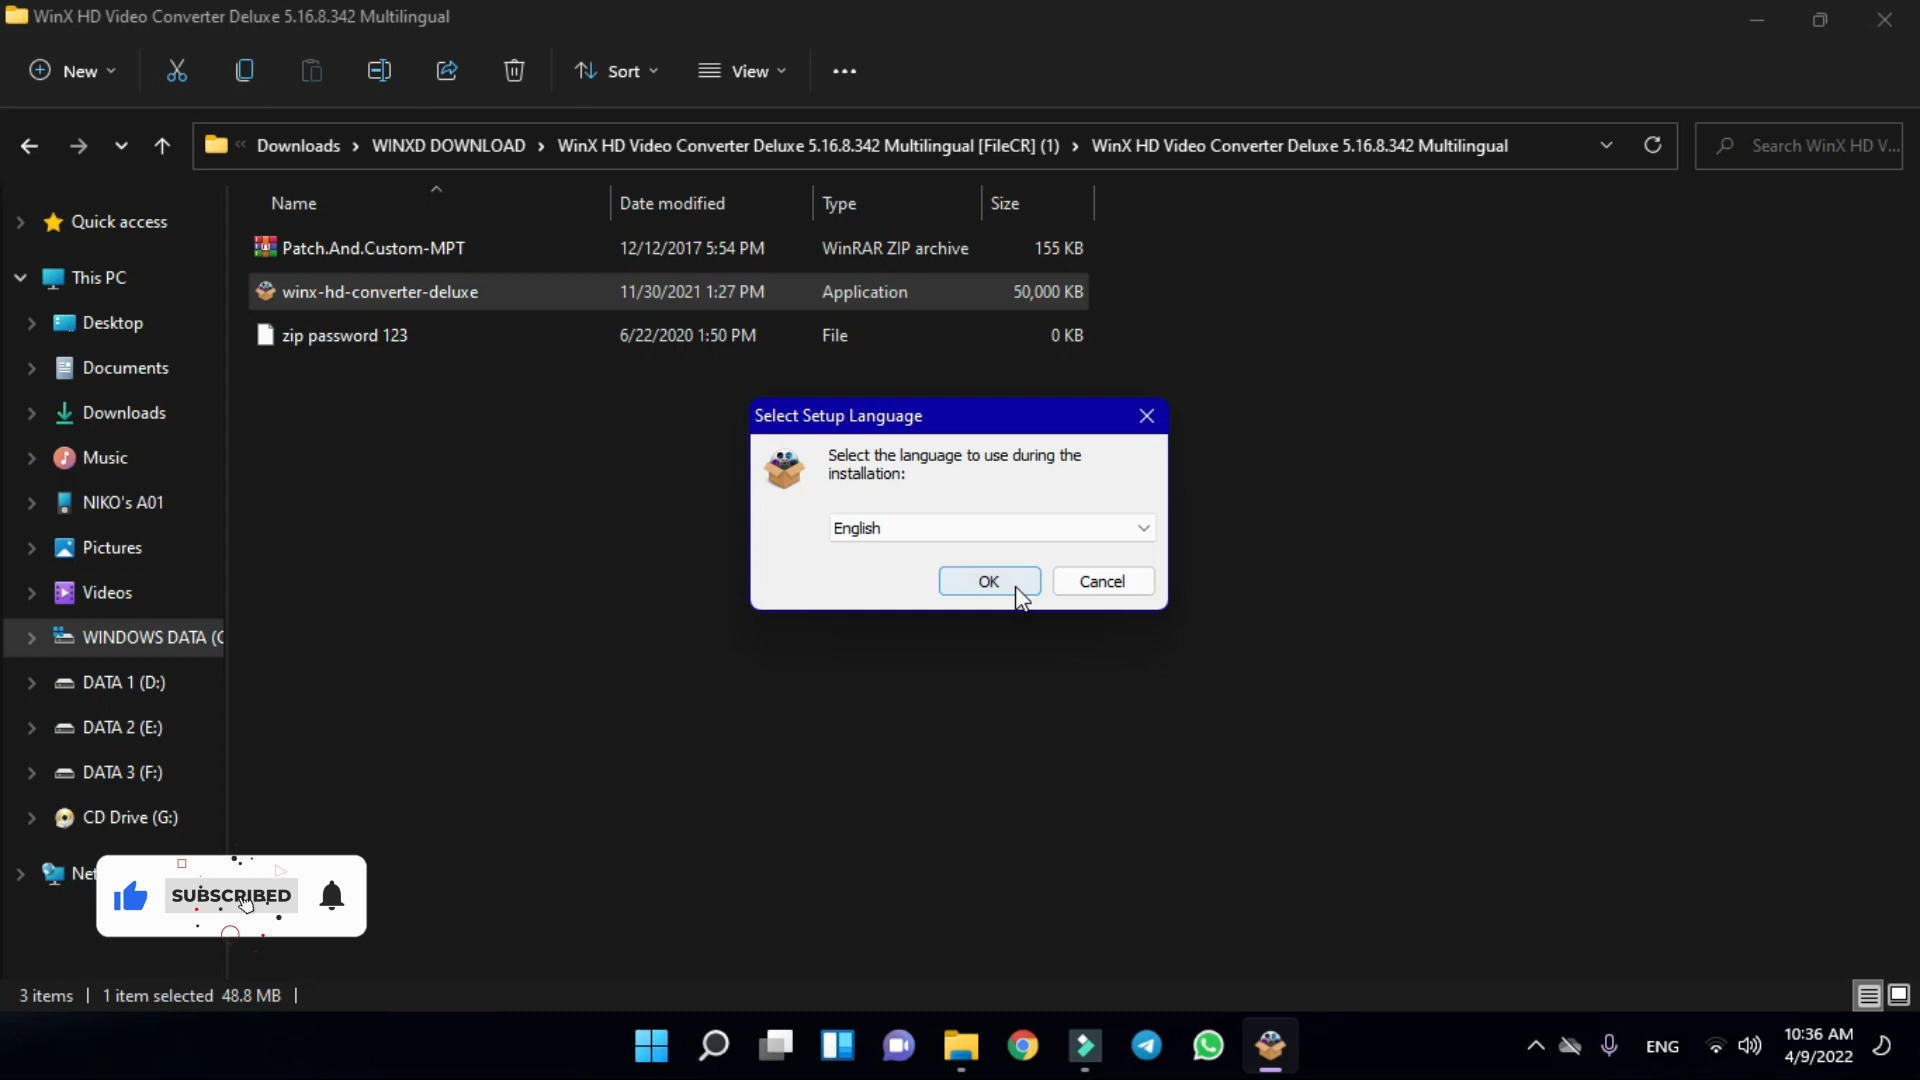 WinX HD Video Converter Deluxe 5.16.8.342 Multilingual
New
Sort
View
Downloads › WINXD DOWNLOAD › WinX HD Video Converter Deluxe 5.16.8.342 Multilingual [FileCR] (1) › WinX HD Video Converter Deluxe 5.16.8.342 Multilingual
Search WinX HD V...
Name Date modified Type Size
Patch.And.Custom-MPT 12/12/2017 5:54 PM WinRAR ZIP archive 155 KB
winx-hd-converter-deluxe 11/30/2021 1:27 PM Application 50,000 KB
zip password 123 6/22/2020 1:50 PM File 0 KB
Quick access
This PC
Desktop
Documents
Downloads
Music
NIKO's A01
Pictures
Videos
WINDOWS DATA (C
DATA 1 (D:)
DATA 2 (E:)
DATA 3 (F:)
CD Drive (G:)
Net
Select Setup Language
Select the language to use during the
installation:
English
OK
Cancel
SUBSCRIBED
3 items
1 item selected 48.8 MB
ENG
10:36 AM
4/9/2022